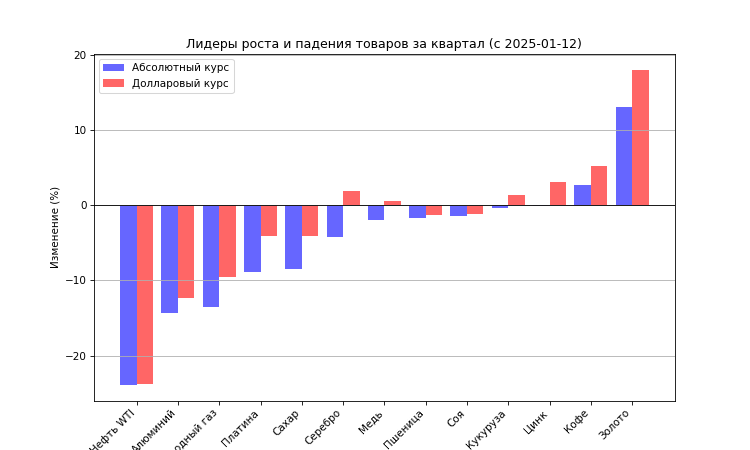 Лидеры роста и падения товаров за квартал (с 2025-01-12)
Абсолютный курс
Долларовый курс
Изменение (%)
20
10
0
−10
−20
Нефть WTI
Алюминий
одный газ
Платина
Сахар
Серебро
Медь
Пшеница
Соя
Кукуруза
Цинк
Кофе
Золото